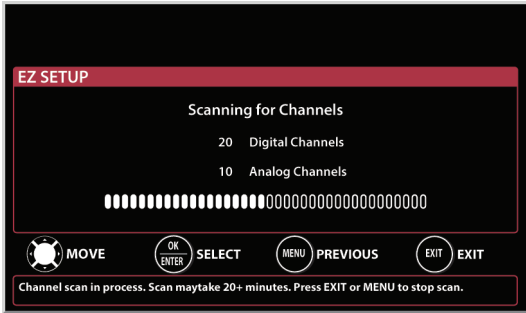 EZ SETUP
Scanning for Channels
20 Digital Channels
10 Analog Channels
MOVE OK ENTER SELECT MENU PREVIOUS EXIT EXIT
Channel scan in process. Scan maytake 20+ minutes. Press EXIT or MENU to stop scan.